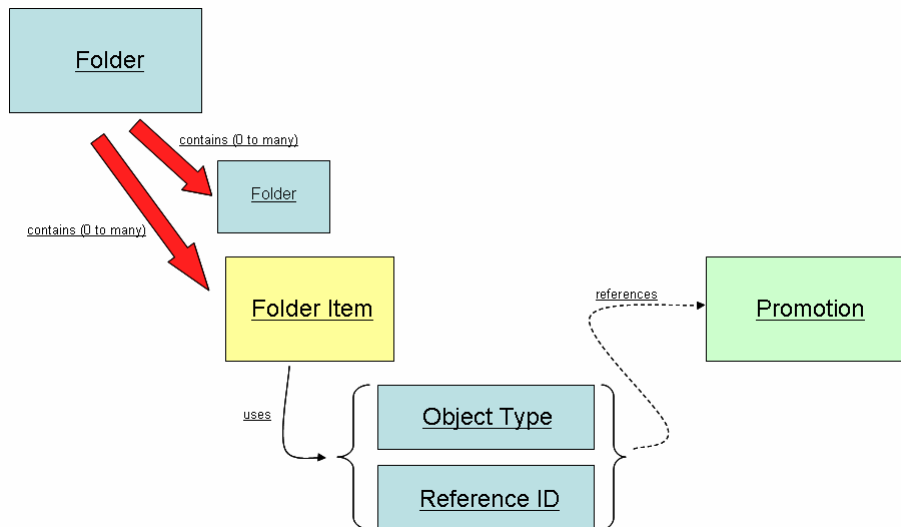 Folder
contains (0 to many)
Folder
contains (0 to many)
Folder Item
references
Promotion
uses
Object Type
Reference ID